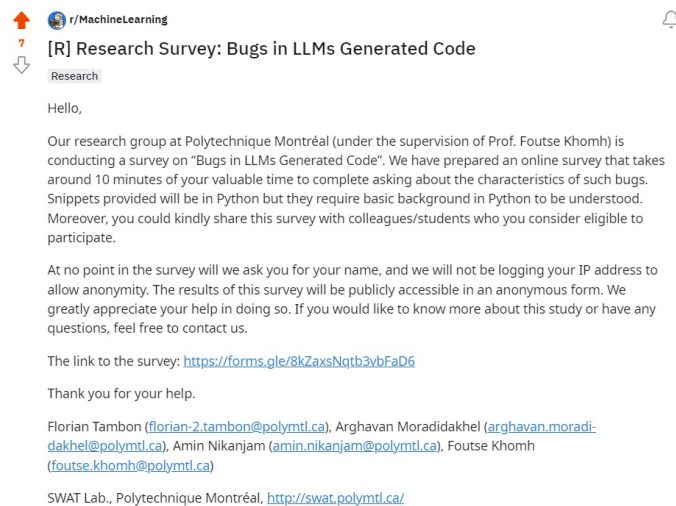 r/MachineLearning
7
[R] Research Survey: Bugs in LLMs Generated Code
Research
Hello,
Our research group at Polytechnique Montréal (under the supervision of Prof. Foutse Khomh) is
conducting a survey on “Bugs in LLMs Generated Code”. We have prepared an online survey that takes
around 10 minutes of your valuable time to complete asking about the characteristics of such bugs.
Snippets provided will be in Python but they require basic background in Python to be understood.
Moreover, you could kindly share this survey with colleagues/students who you consider eligible to
participate.
At no point in the survey will we ask you for your name, and we will not be logging your IP address to
allow anonymity. The results of this survey will be publicly accessible in an anonymous form. We
greatly appreciate your help in doing so. If you would like to know more about this study or have any
questions, feel free to contact us.
The link to the survey: https://forms.gle/8kZaxsNqtb3vbFaD6
Thank you for your help.
Florian Tambon (florian-2.tambon@polymtl.ca), Arghavan Moradidakhel (arghavan.moradi-
dakhel@polymtl.ca), Amin Nikanjam (amin.nikanjam@polymtl.ca), Foutse Khomh
(foutse.khomh@polymtl.ca)
SWAT Lab., Polytechnique Montréal, http://swat.polymtl.ca/